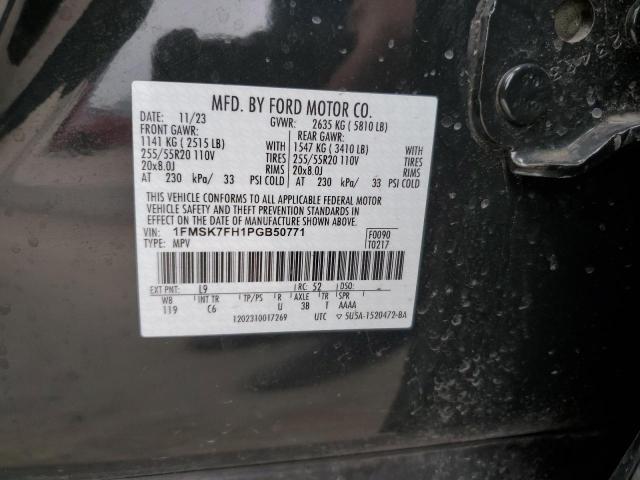 MFD. BY FORD MOTOR CO.
DATE: 11/23 GVWR: 2635 KG ( 5810 LB)
FRONT GAWR: REAR GAWR:
1141 KG ( 2515 LB) WITH 1547 KG ( 3410 LB) WITH
255/55R20 110V TIRES 255/55R20 110V TIRES
20x8.0J RIMS 20x8.0J RIMS
AT 230 kPa/ 33 PSI COLD AT 230 kPa/ 33 PSI COLD
THIS VEHICLE CONFORMS TO ALL APPLICABLE FEDERAL MOTOR
VEHICLE SAFETY AND BUMPER STANDARDS AND THEFT PREVENTION STANDARDS IN
EFFECT ON THE DATE OF MANUFACTURE SHOWN ABOVE.
VIN: 1FMSK7FH1PGB50771 F0090
TYPE: MPV T0217
EXT PNT: L9 RC: 52 DSO:
WB INT TR TP/PS R AXLE TR SPR
119 C6 U 3B T AAAA
1202310017269 UTC ▽ 5U5A-1520472-BA